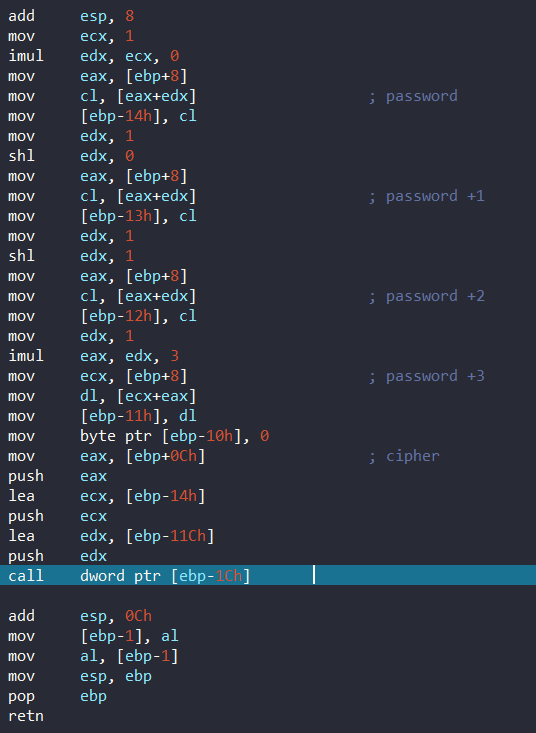 add     esp, 8
mov     ecx, 1
imul    edx, ecx, 0
mov     eax, [ebp+8]
mov     cl, [eax+edx]                   ; password
mov     [ebp-14h], cl
mov     edx, 1
shl     edx, 0
mov     eax, [ebp+8]
mov     cl, [eax+edx]                   ; password +1
mov     [ebp-13h], cl
mov     edx, 1
shl     edx, 1
mov     eax, [ebp+8]
mov     cl, [eax+edx]                   ; password +2
mov     [ebp-12h], cl
mov     edx, 1
imul    eax, edx, 3
mov     ecx, [ebp+8]                    ; password +3
mov     dl, [ecx+eax]
mov     [ebp-11h], dl
mov     byte ptr [ebp-10h], 0
mov     eax, [ebp+0Ch]                  ; cipher
push    eax
lea     ecx, [ebp-14h]
push    ecx
lea     edx, [ebp-11Ch]
push    edx
call    dword ptr [ebp-1Ch]
add     esp, 0Ch
mov     [ebp-1], al
mov     al, [ebp-1]
mov     esp, ebp
pop     ebp
retn